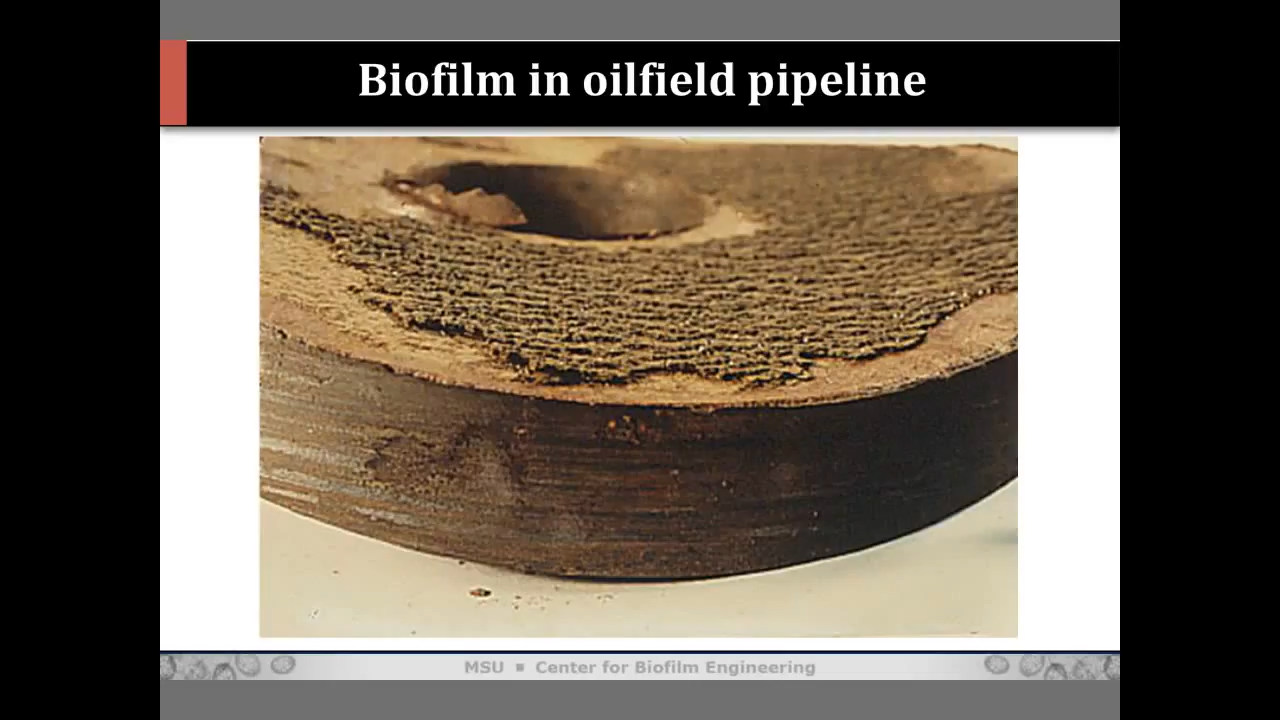 Biofilm in oilfield pipeline
MSU ▪ Center for Biofilm Engineering